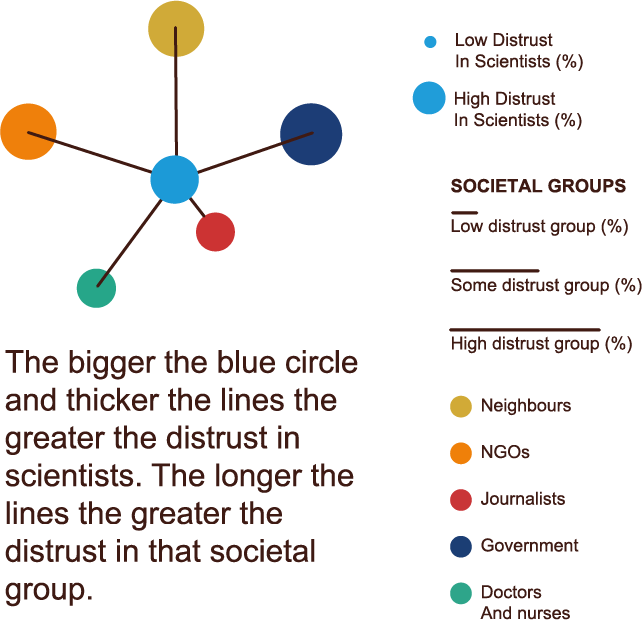 Low Distrust
In Scientists (%)
High Distrust
In Scientists (%)
SOCIETAL GROUPS
Low distrust group (%)
Some distrust group (%)
High distrust group (%)
The bigger the blue circle
and thicker the lines the
greater the distrust in
scientists. The longer the
lines the greater the
distrust in that societal
group.
Neighbours
NGOs
Journalists
Government
Doctors
And nurses